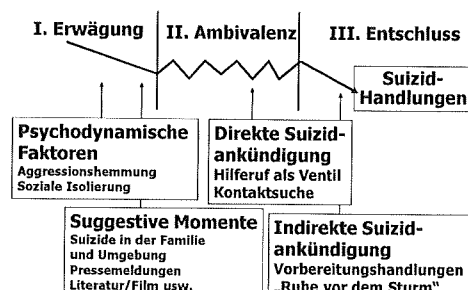 I. Erwägung
II. Ambivalenz
III. Entschluss
Suizid-
Handlungen
Psychodynamische
Faktoren
Aggressionshemmung
Soziale Isolierung
Direkte Suizid-
ankündigung
Hilferuf als Ventil
Kontaktsuche
Suggestive Momente
Suizide in der Familie
und Umgebung
Pressemeldungen
Literatur/Film usw.
Indirekte Suizid-
ankündigung
Vorbereitungshandlungen
„Ruhe vor dem Sturm“